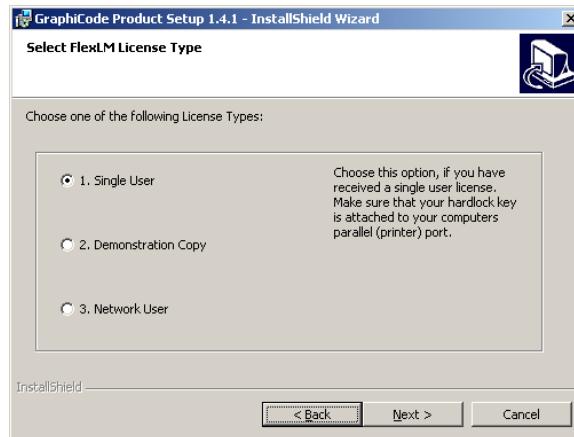 GraphiCode Product Setup 1.4.1 - InstallShield Wizard
Select FlexLM License Type
Choose one of the following License Types:
1. Single User
Choose this option, if you have
received a single user license.
Make sure that your hardlock key
is attached to your computers
parallel (printer) port.
2. Demonstration Copy
3. Network User
InstallShield
< Back
Next >
Cancel